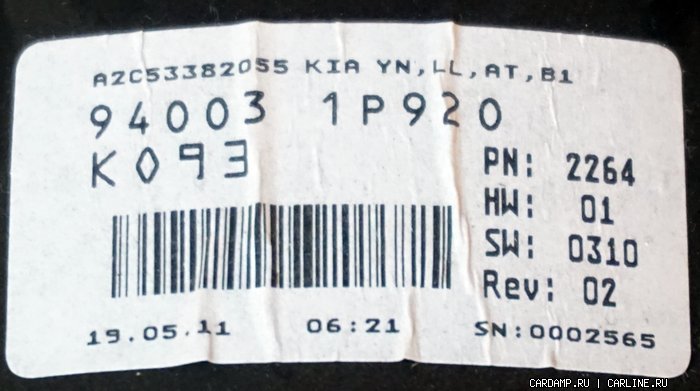 A2C53382055 KIA YN,LL,AT,B1
94003 1P920
K093
PN: 2264
HW: 01
SW: 0310
Rev: 02
19.05.11 06:21 SN:0002565
CARDAMP.RU | CARLINE.RU